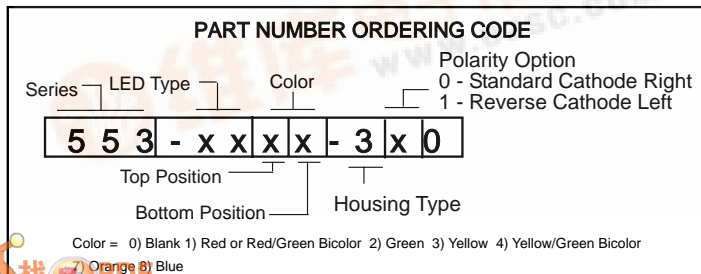 PART NUMBER ORDERING CODE
Polarity Option
0 - Standard Cathode Right
1 - Reverse Cathode Left
Series LED Type Color
5 5 3 - x x x x - 3 x 0
Top Position
Bottom Position Housing Type
Color = 0) Blank 1) Red or Red/Green Bicolor 2) Green 3) Yellow 4) Yellow/Green Bicolor
7) Orange 8) Blue